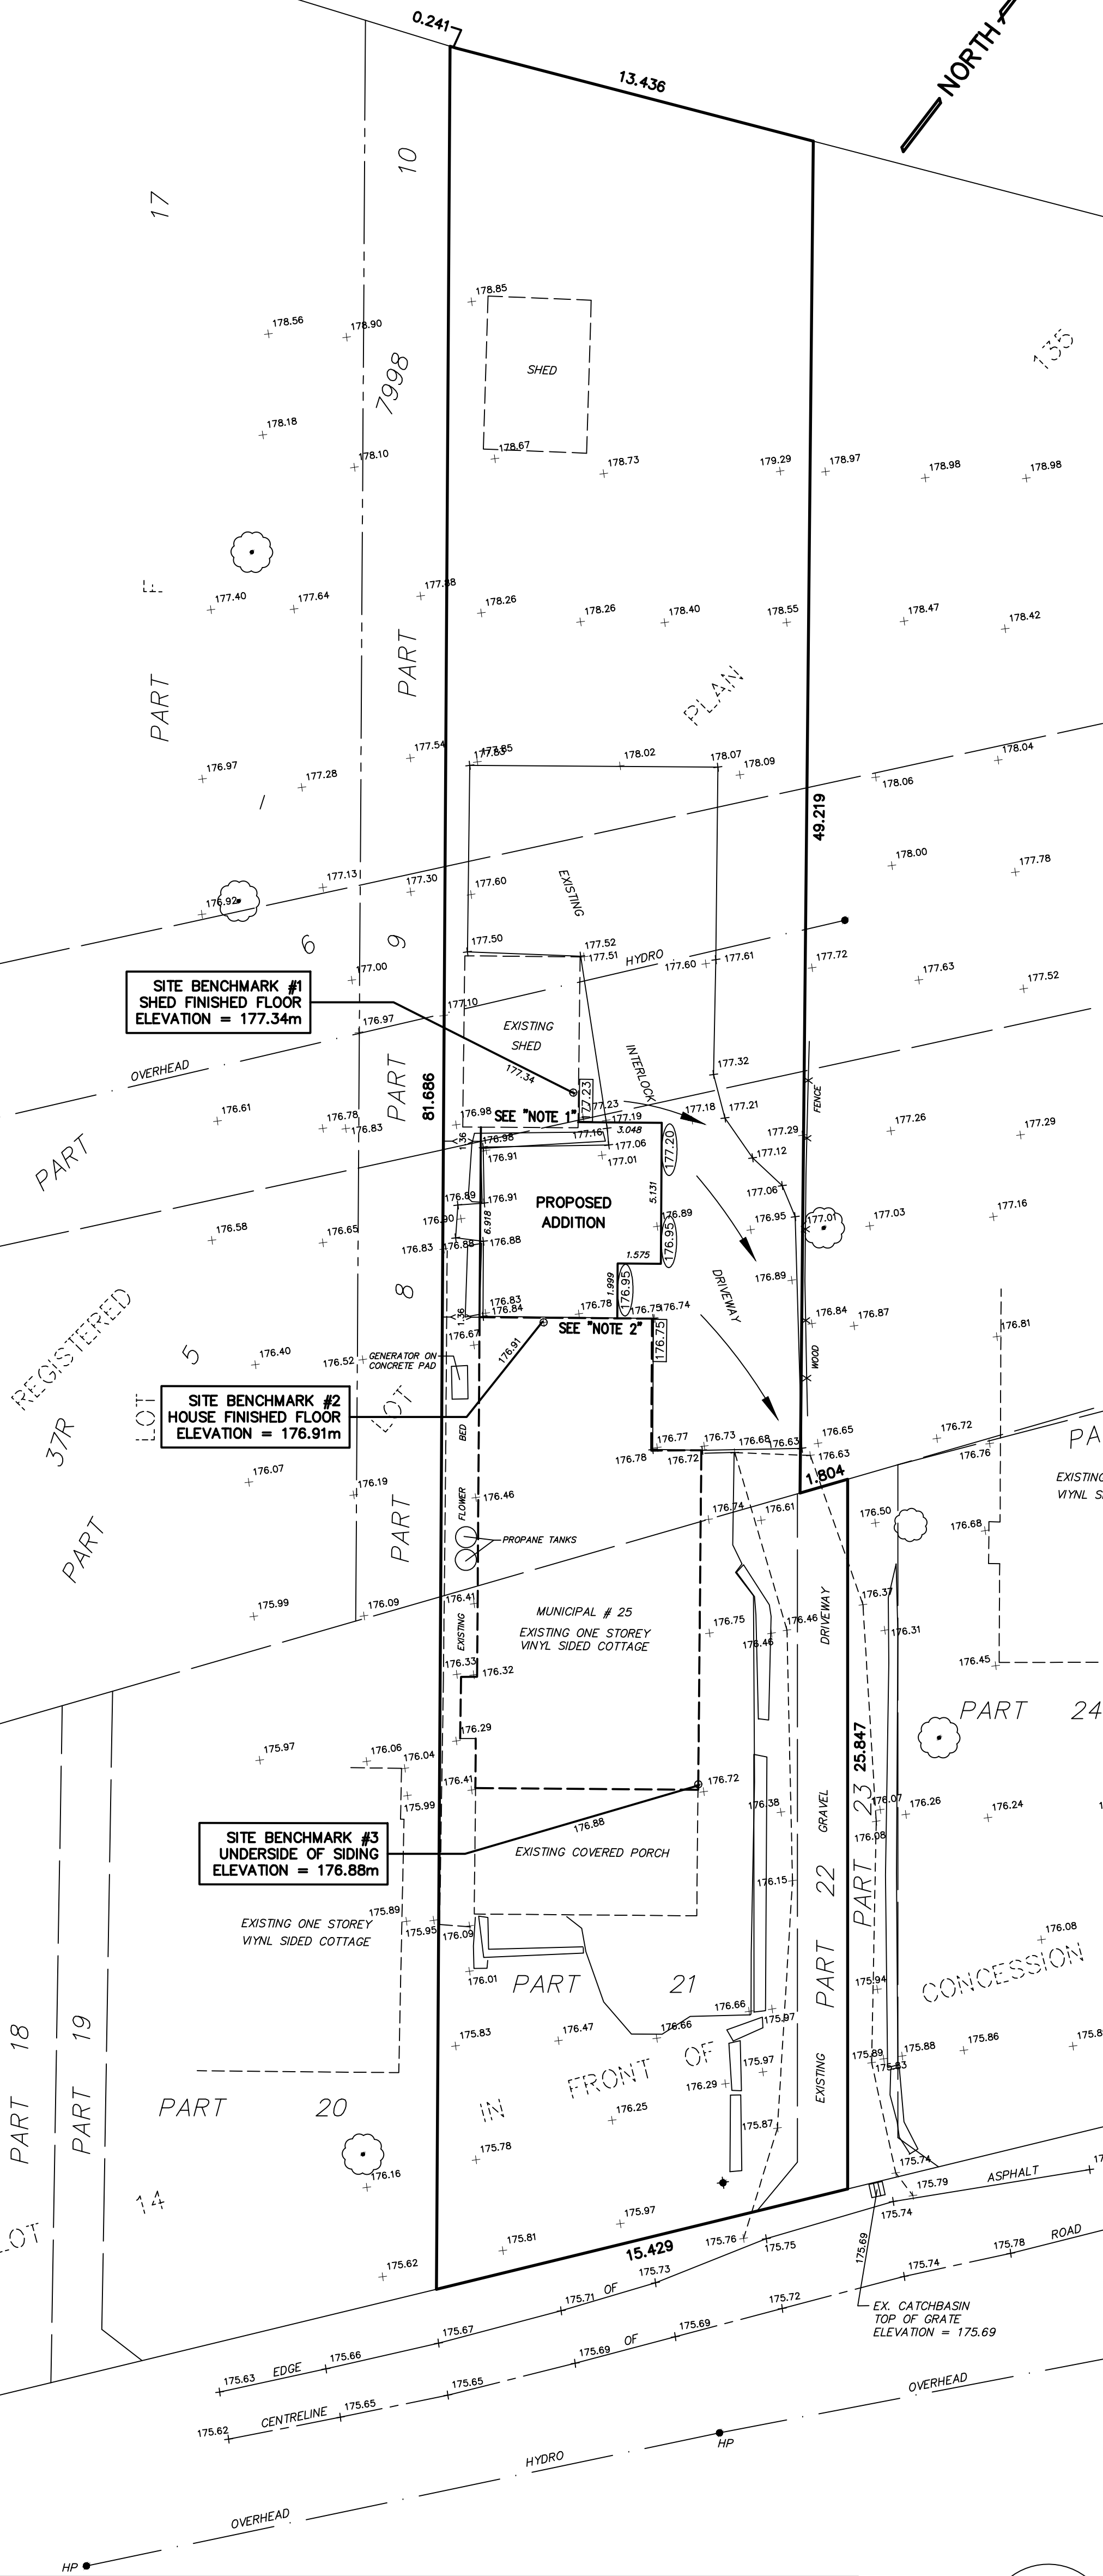 0.241
13.436
NORTH
17
10
178.85
178.56
178.90
SHED
135
7998
178.18
178.10
178.67
178.73
179.29
178.97
178.98
178.98
177.40
177.64
177.88
178.26
178.26
178.40
178.55
178.47
178.42
F
PART
PART
PLAN
177.54
178.02
178.07
178.09
178.04
178.06
176.97
177.28
49.219
178.00
177.78
177.13
177.30
177.60
EXISTING
176.92
6
9
177.50
177.52
177.51
HYDRO
177.60
177.61
177.72
177.63
177.52
177.00
SITE BENCHMARK #1
SHED FINISHED FLOOR
ELEVATION = 177.34m
177.10
176.97
EXISTING
SHED
OVERHEAD
177.34
INTERLOCK
177.32
81.686
PART
FENCE
177.23
176.61
176.78
176.83
176.98
SEE "NOTE 1"
177.23
177.19
177.18
177.21
177.26
177.29
177.29
3.048
1.36
176.98
177.16
177.06
177.20
176.91
177.01
177.12
PART
5.131
177.06
176.89
176.91
PROPOSED
ADDITION
176.90
6.918
176.89
176.95
176.95
177.01
177.03
177.16
176.58
176.65
176.83
176.88
176.88
1.575
176.95
1.999
176.89
DRIVEWAY
8
176.83
176.84
176.78
176.75
176.74
176.84
176.87
176.81
1.36
176.67
SEE "NOTE 2"
176.75
REGISTERED
5
176.40
176.52
GENERATOR ON
CONCRETE PAD
176.91
WOOD
LOT
LOT
SITE BENCHMARK #2
HOUSE FINISHED FLOOR
ELEVATION = 176.91m
37R
BED
176.77
176.73
176.68
176.63
176.65
176.72
176.78
176.72
176.63
176.76
PA
1.804
EXISTING
VIYNL S
176.07
176.19
176.46
FLOWER
176.74
176.61
176.50
176.68
PART
PART
PROPANE TANKS
175.99
176.09
176.41
MUNICIPAL # 25
EXISTING ONE STOREY
VINYL SIDED COTTAGE
EXISTING
176.75
176.46
176.46
DRIVEWAY
176.37
176.31
176.45
176.33
176.32
PART 24
176.29
175.97
176.06
176.04
25.847
176.41
176.72
175.99
176.38
GRAVEL
176.07
176.26
176.24
PART 23
176.08
SITE BENCHMARK #3
UNDERSIDE OF SIDING
ELEVATION = 176.88m
176.88
EXISTING COVERED PORCH
176.15
PART 22
175.89
EXISTING ONE STOREY
VIYNL SIDED COTTAGE
175.95
176.09
176.08
176.01
PART 21
175.94
CONCESSION
176.66
175.97
PART 18
PART 19
175.83
176.47
176.66
175.97
175.89
175.88
175.83
175.86
175.8
IN FRONT OF
176.29
EXISTING
PART 20
176.25
175.87
175.78
176.16
175.74
14
LOT
175.79
ASPHALT
175.97
175.74
175.81
15.429
175.76
175.75
175.69
175.62
175.73
175.78
ROAD
175.74
175.71
OF
175.72
EX. CATCHBASIN
TOP OF GRATE
ELEVATION = 175.69
175.67
175.69
OF
175.66
175.69
175.63
EDGE
175.65
175.65
175.62
CENTRELINE
OVERHEAD
HP
HYDRO
OVERHEAD
HP